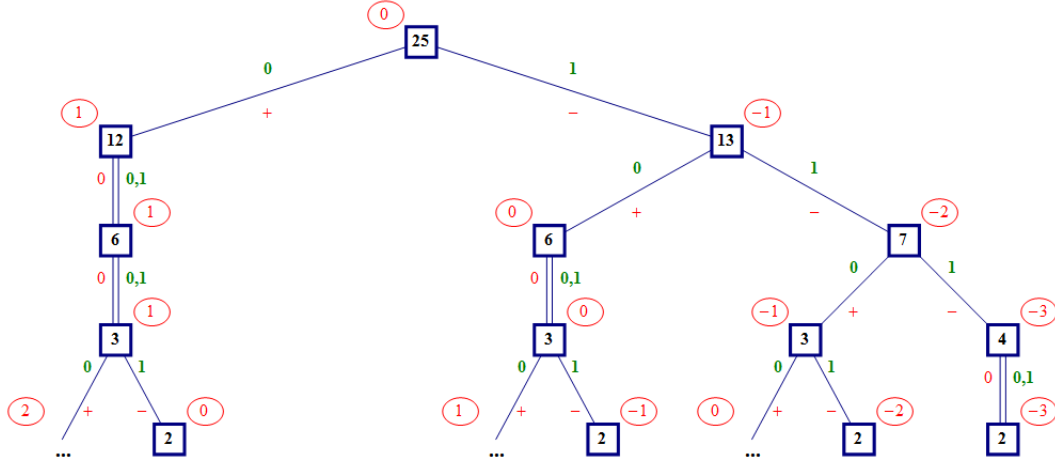 0
25
0 1
1 + − −1
12 13
0 0,1 0 1
1 0 + − −2
6 6 7
0 0,1 0 0,1 0 1
1 0 −1 + − −3
3 3 3 4
0 1 0 1 0 1 0 0,1
2 + − 0 1 + − −1 0 + − −2 −3
... 2 ... 2 ... 2 2